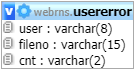 webrns.usererror
user : varchar(8)
fileno : varchar(15)
cnt : varchar(2)